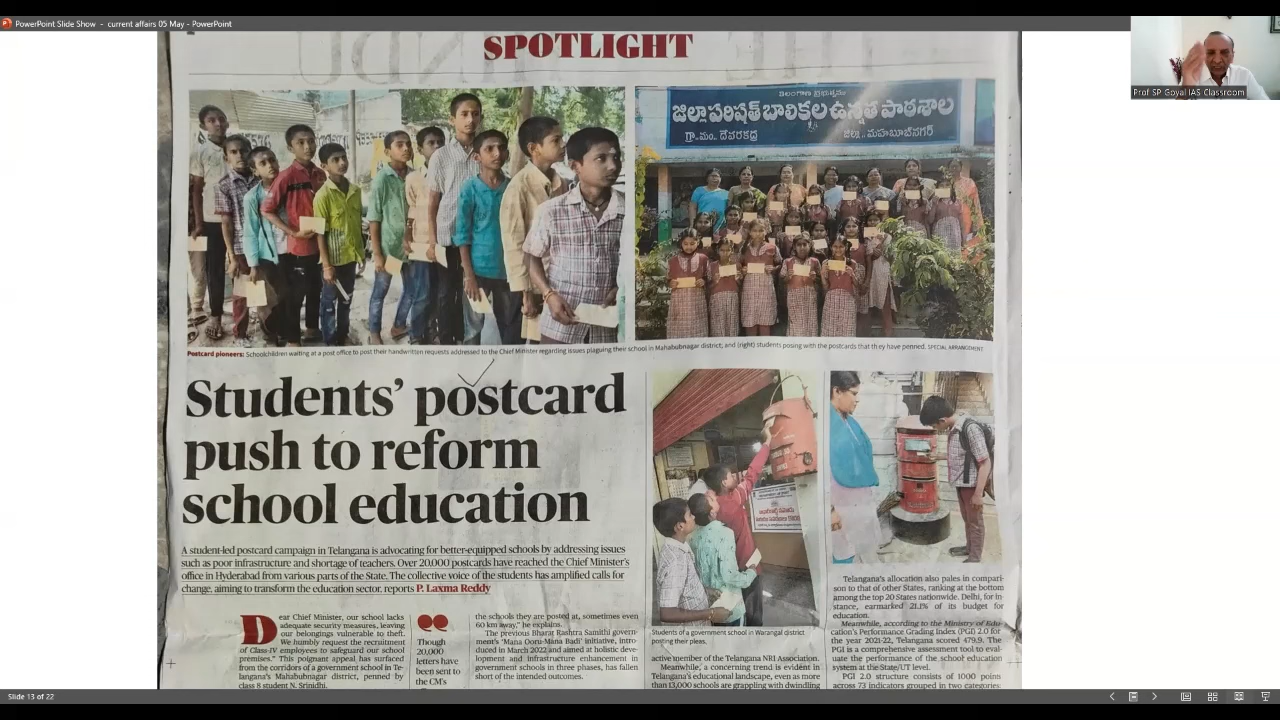 PowerPoint Slide Show - current affairs 05 May - PowerPoint
Prof SP Goyal IAS Classroom
SPOTLIGHT
తెలంగాణ ప్రభుత్వం
జిల్లా పరిషత్ బాలికల ఉన్నత పాఠశాల
గ్రా..మం.. దేవరకద్ర జిల్లా.. మహబూబ్‌నగర్
Postcard pioneers: Schoolchildren waiting at a post office to post their handwritten requests addressed to the Chief Minister regarding issues plaguing their school in Mahabubnagar district; and (right) students posing with the postcards that they have penned. SPECIAL ARRANGEMENT
Students' postcard
push to reform
school education
A student-led postcard campaign in Telangana is advocating for better-equipped schools by addressing issues
such as poor infrastructure and shortage of teachers. Over 20,000 postcards have reached the Chief Minister's
office in Hyderabad from various parts of the State. The collective voice of the students has amplified calls for
change, aiming to transform the education sector, reports P. Laxma Reddy
Dear Chief Minister, our school lacks
adequate security measures, leaving
our belongings vulnerable to theft.
We humbly request the recruitment
of Class-IV employees to safeguard our school
premises." This poignant appeal has surfaced
from the corridors of a government school in Te-
langana's Mahabubnagar district, penned by
class 8 student N. Srinidhi.
Though
20,000
letters have
been sent to
the CM's
the schools they are posted at, sometimes even
60 km away," he explains.
The previous Bharat Rashtra Samithi govern-
ment's 'Mana Ooru-Mana Badi' initiative, intro-
duced in March 2022 and aimed at holistic deve-
lopment and infrastructure enhancement in
government schools in three phases, has fallen
short of the intended outcomes.
Students of a government school in Warangal district
posting their pleas.
active member of the Telangana NRI Association.
Meanwhile, a concerning trend is evident in
Telangana's educational landscape, even as more
than 13,000 schools are grappling with dwindling
Telangana's allocation also pales in compari-
son to that of other States, ranking at the bottom
among the top 20 States nationwide. Delhi, for in-
stance, earmarked 21.1% of its budget for
education.
Meanwhile, according to the Ministry of Edu-
cation's Performance Grading Index (PGI) 2.0 for
the year 2021-22, Telangana scored 479.9. The
PGI is a comprehensive assessment tool to eval-
uate the performance of the school education
system at the State/UT level.
PGI 2.0 structure consists of 1000 points
across 73 indicators grouped in two categories:
Slide 13 of 22